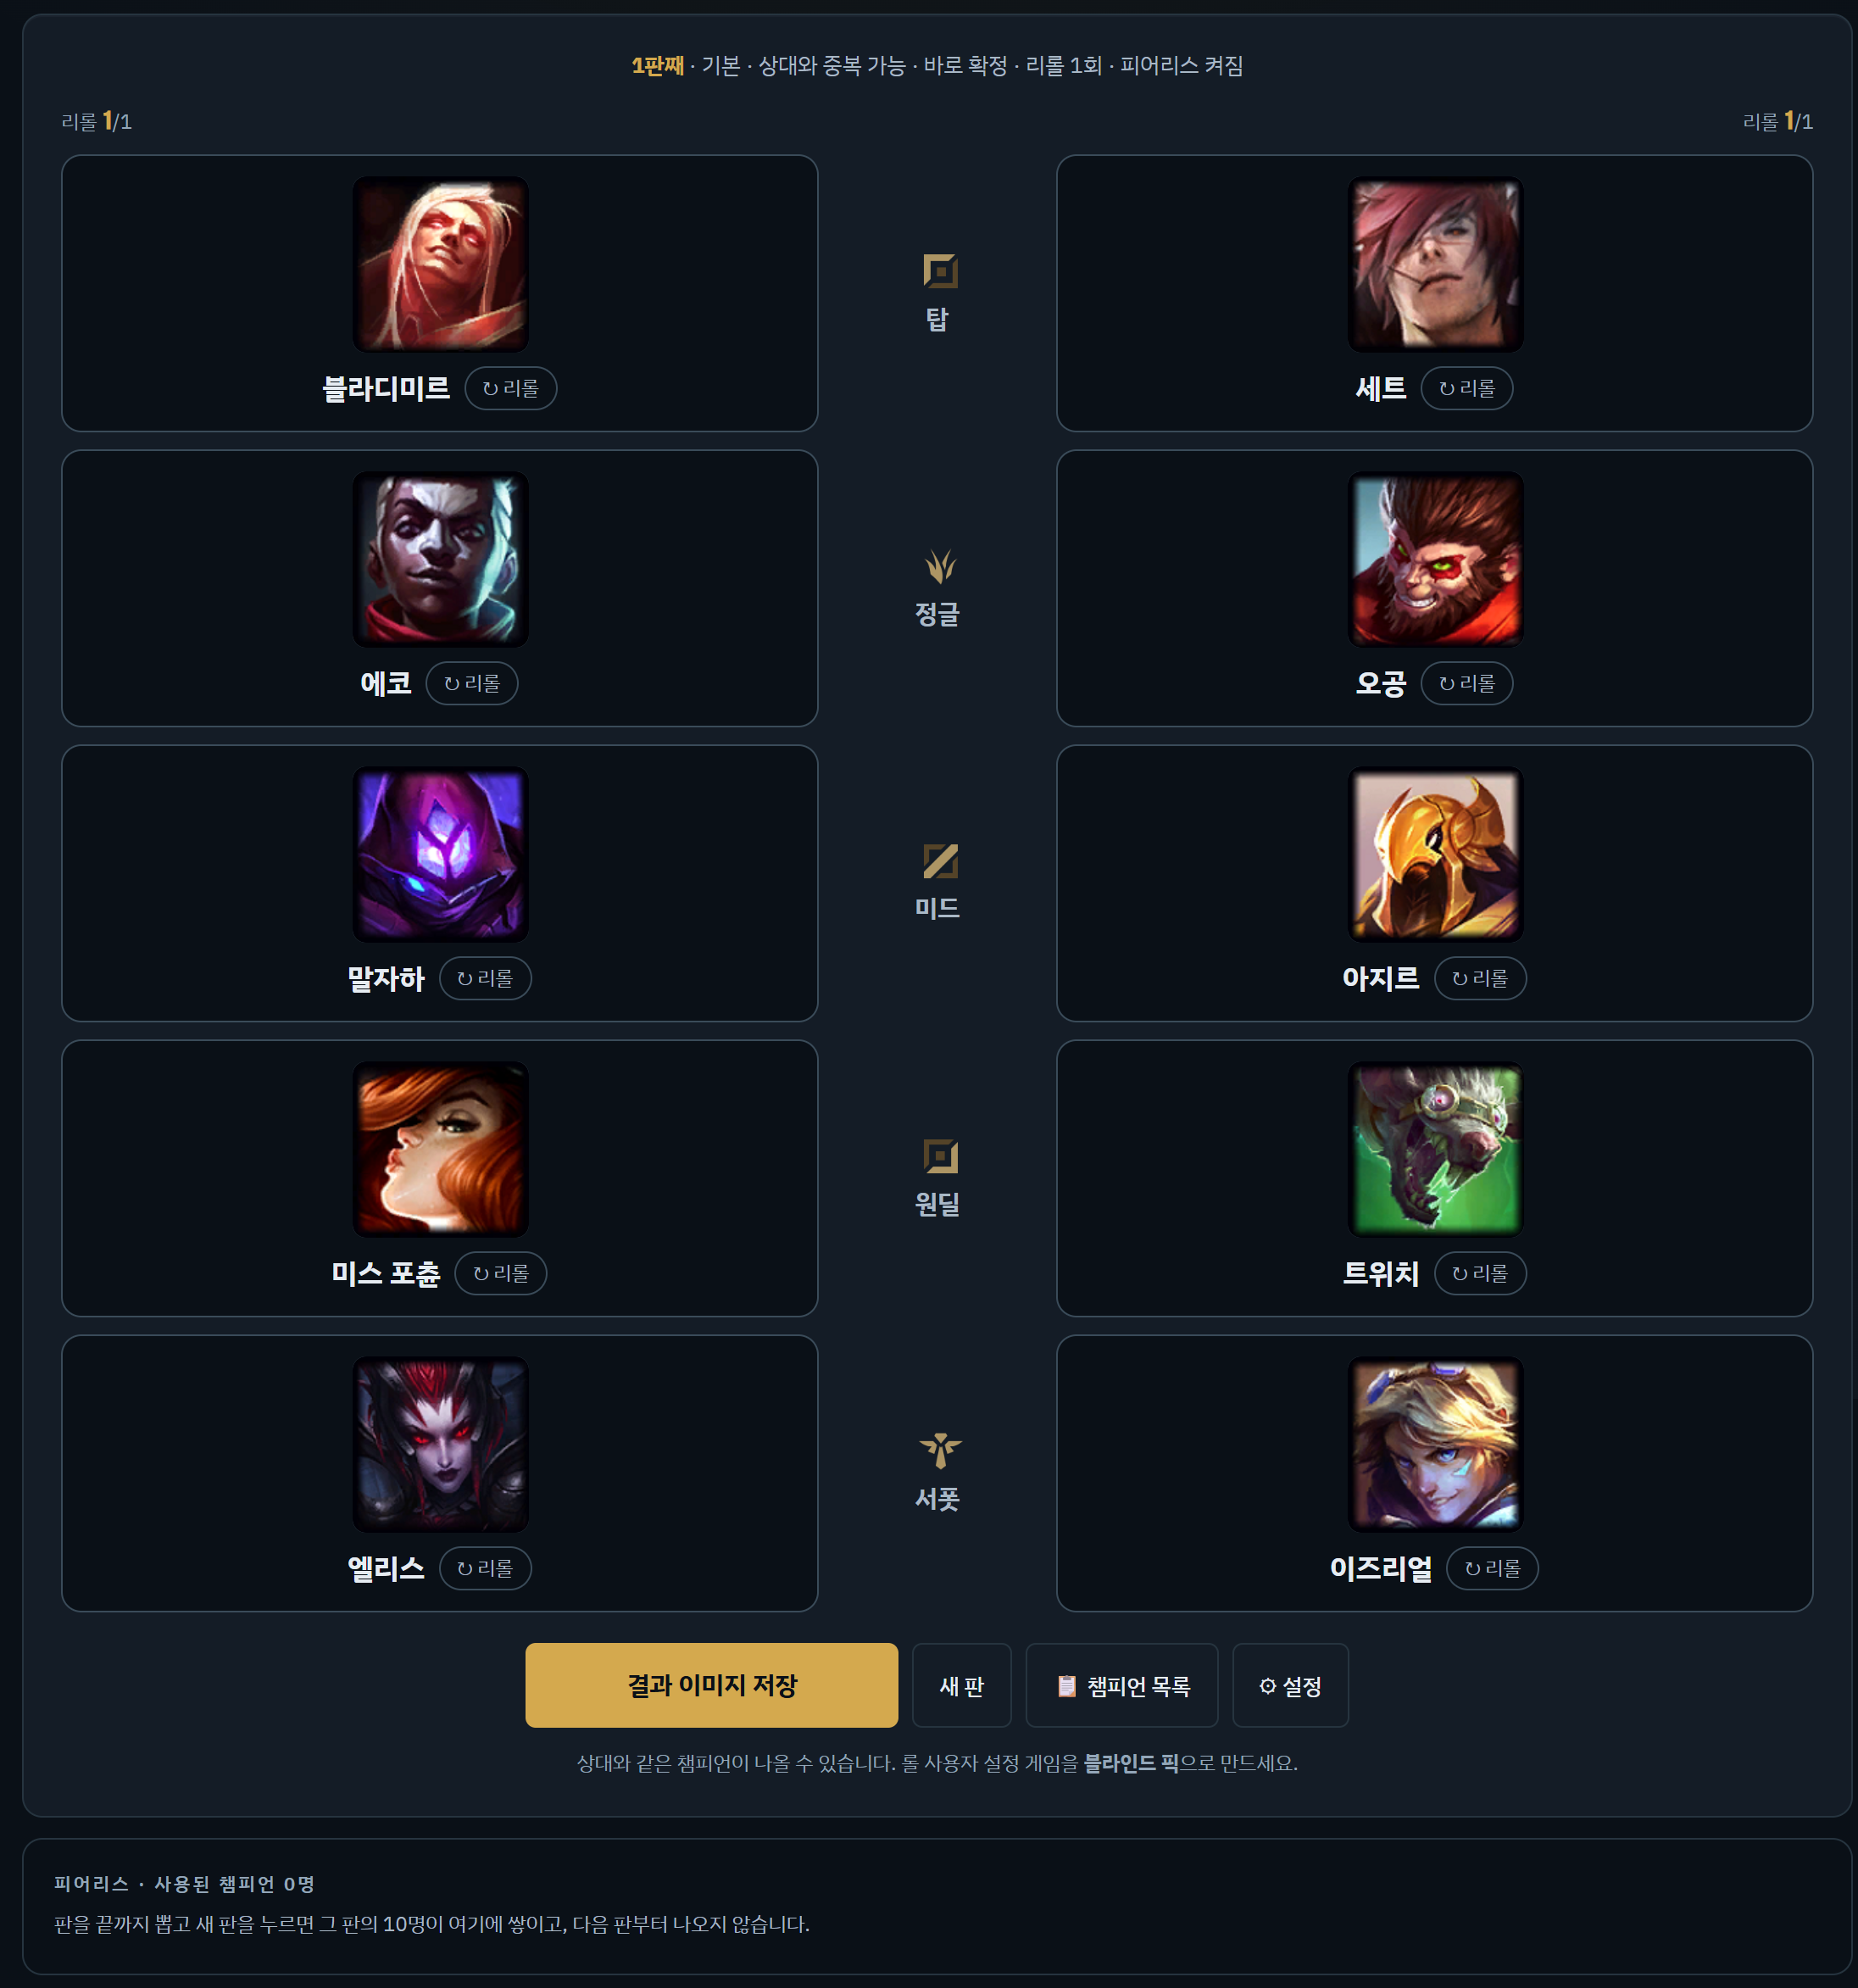 1판째 · 기본 · 상대와 중복 가능 · 바로 확정 · 리롤 1회 · 피어리스 켜짐
리롤 1/1
리롤 1/1
블라디미르 ↻ 리롤
탑
세트 ↻ 리롤
에코 ↻ 리롤
정글
오공 ↻ 리롤
말자하 ↻ 리롤
미드
아지르 ↻ 리롤
미스 포츈 ↻ 리롤
원딜
트위치 ↻ 리롤
엘리스 ↻ 리롤
서폿
이즈리얼 ↻ 리롤
결과 이미지 저장
새 판
📋 챔피언 목록
⚙ 설정
상대와 같은 챔피언이 나올 수 있습니다. 롤 사용자 설정 게임을 블라인드 픽으로 만드세요.
피어리스 · 사용된 챔피언 0명
판을 끝까지 뽑고 새 판을 누르면 그 판의 10명이 여기에 쌓이고, 다음 판부터 나오지 않습니다.